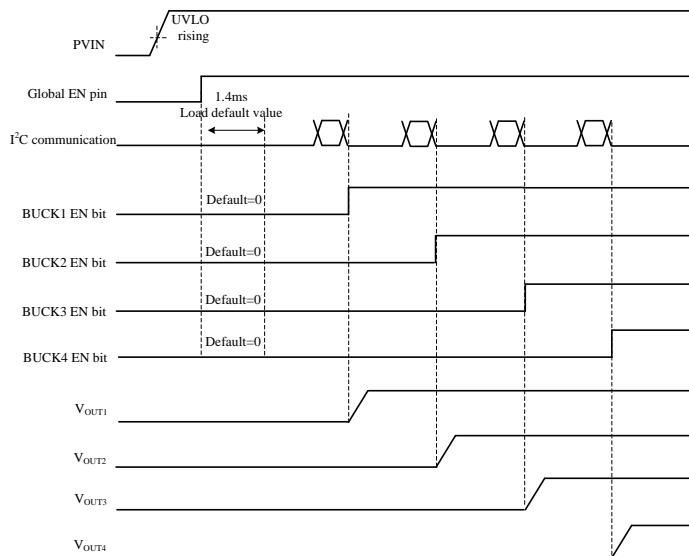 UVLO
rising
PVIN
Global EN pin
1.4ms
Load default value
I²C communication
BUCK1 EN bit
Default=0
BUCK2 EN bit
Default=0
BUCK3 EN bit
Default=0
BUCK4 EN bit
Default=0
VOUT1
VOUT2
VOUT3
VOUT4